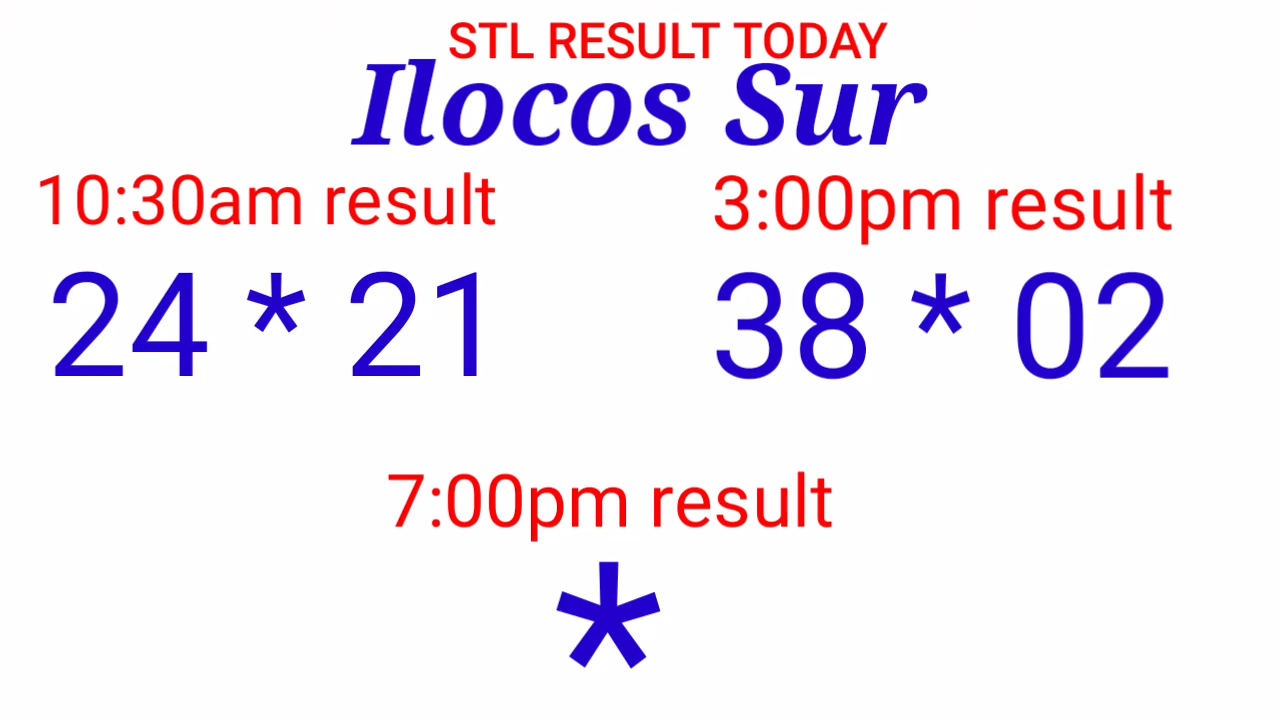 STL RESULT TODAY
Ilocos Sur
10:30am result
24 * 21
3:00pm result
38 * 02
7:00pm result
*